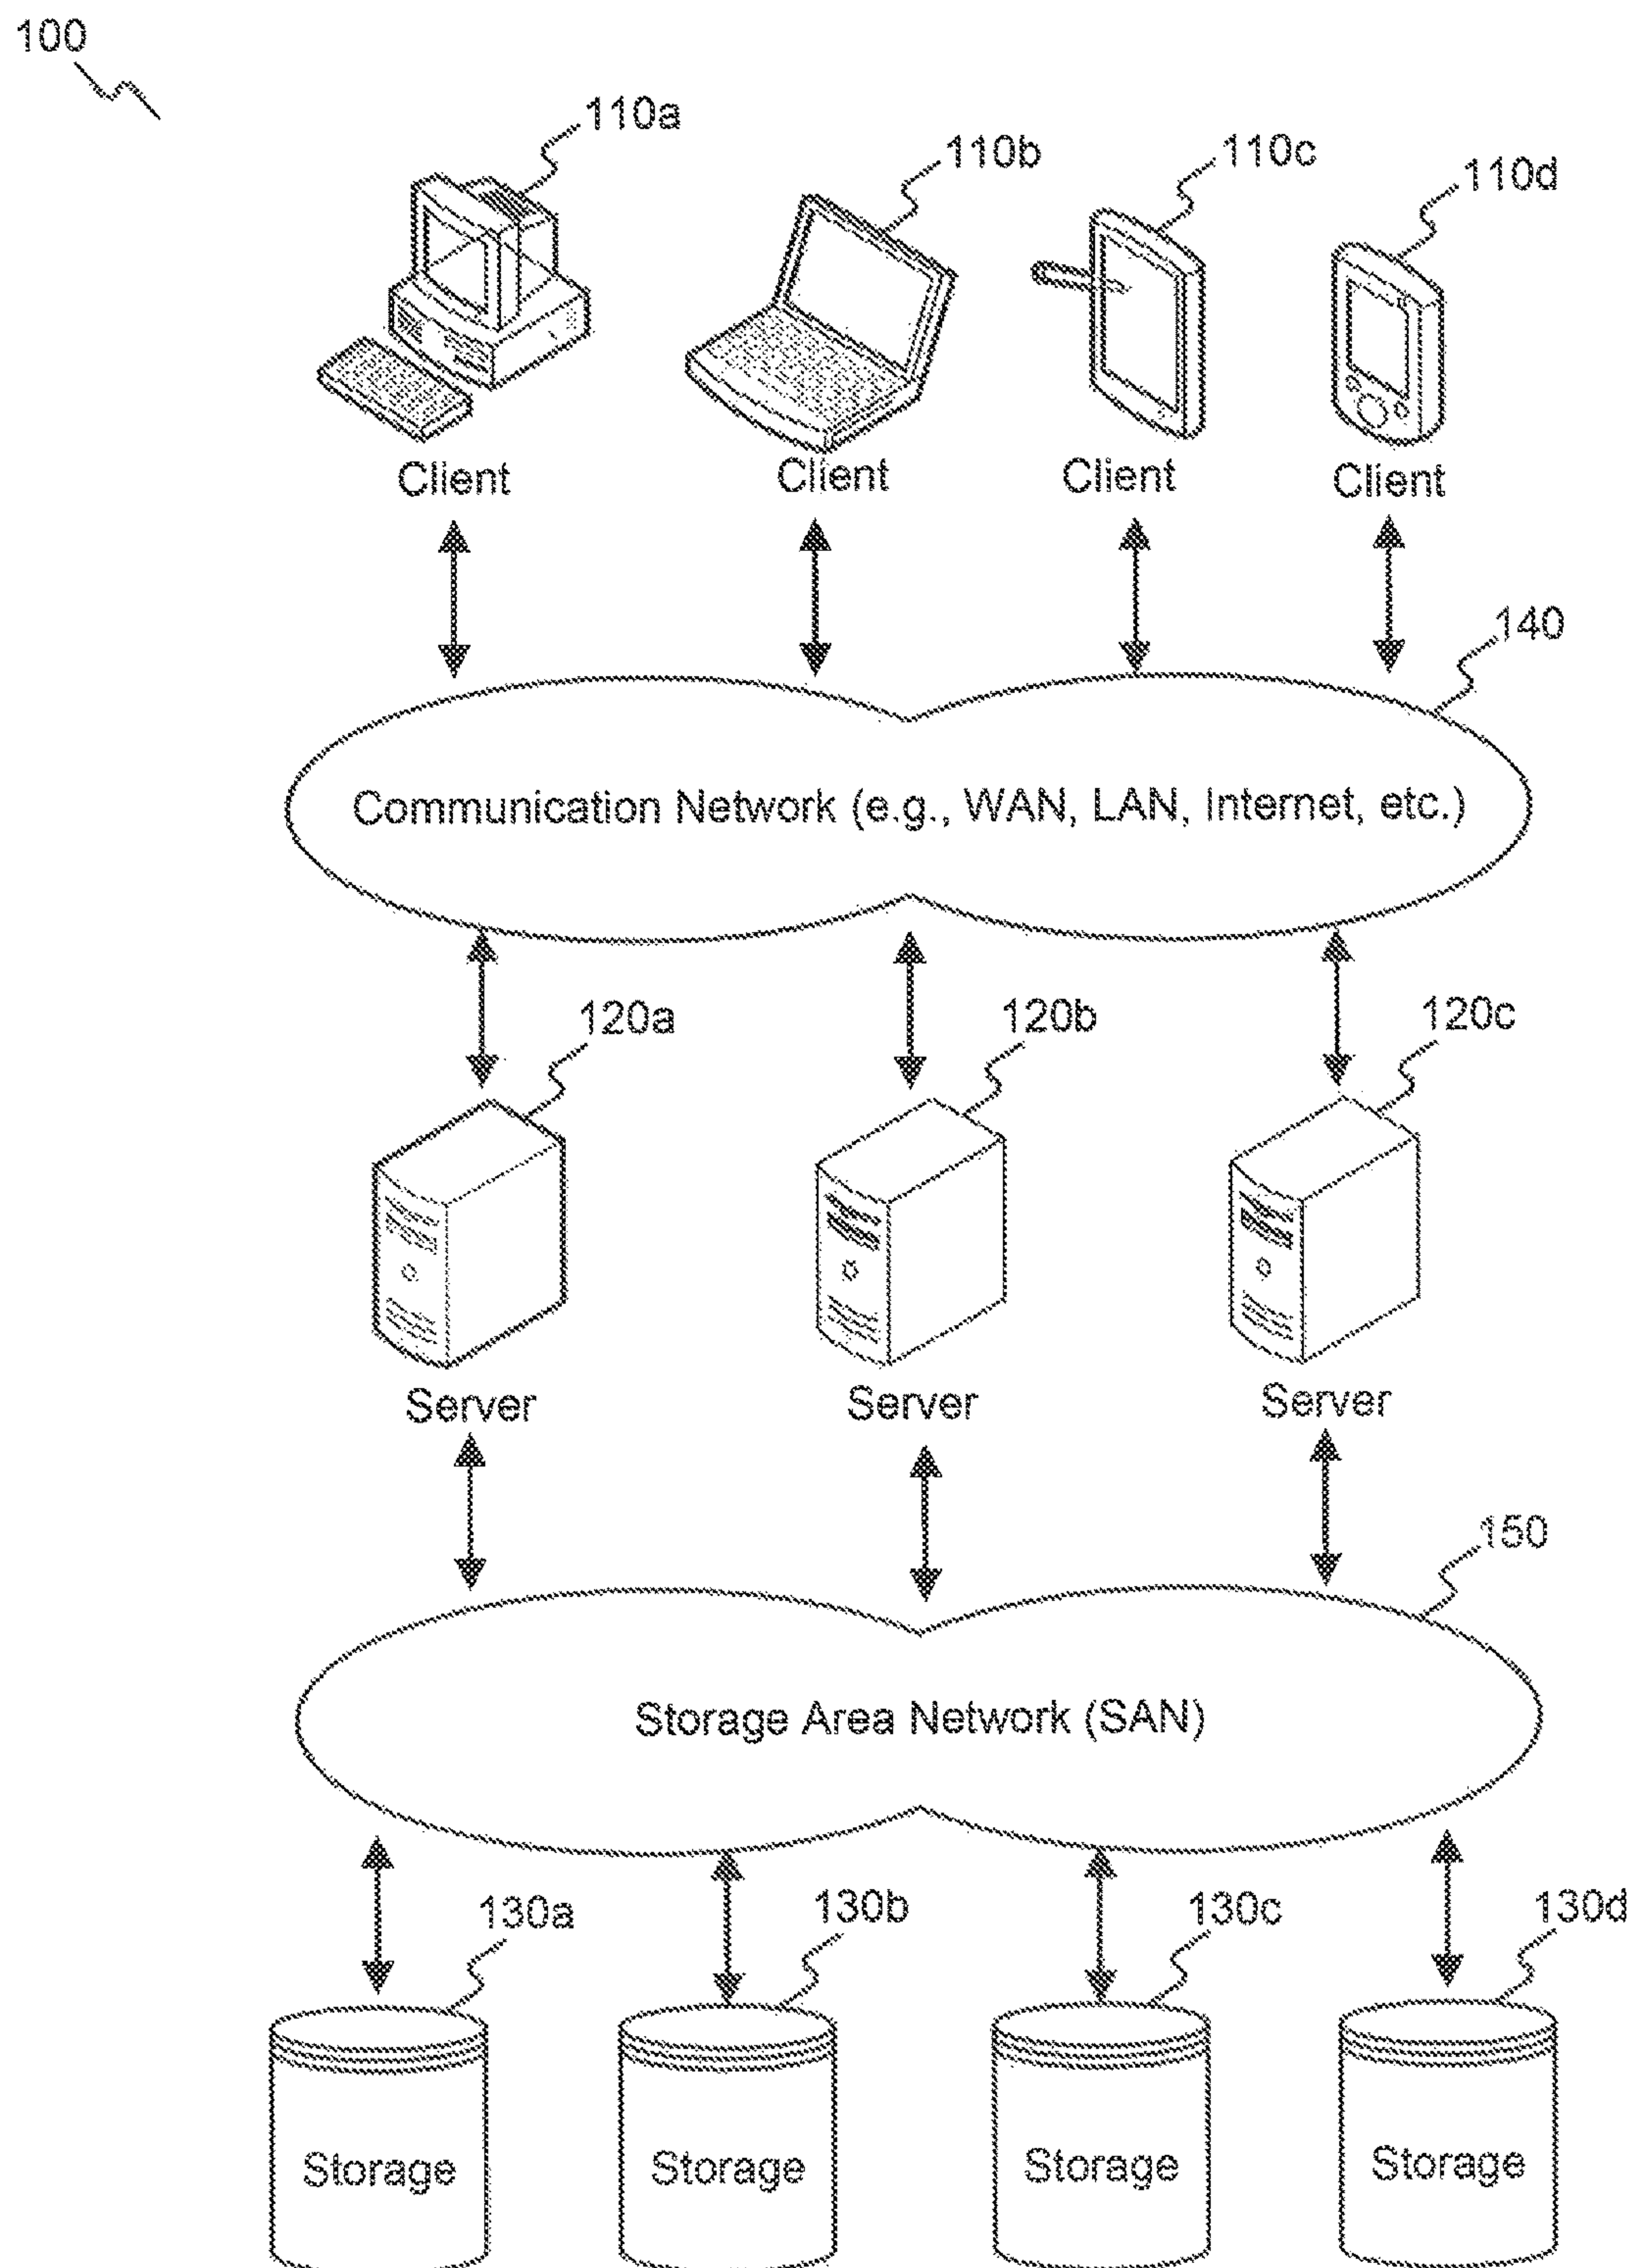 100
110a
110b
110c
110d
Client
Client
Client
Client
140
Communication Network (e.g., WAN, LAN, Internet, etc.)
120a
120b
120c
Server
Server
Server
150
Storage Area Network (SAN)
130a
130b
130c
130d
Storage
Storage
Storage
Storage